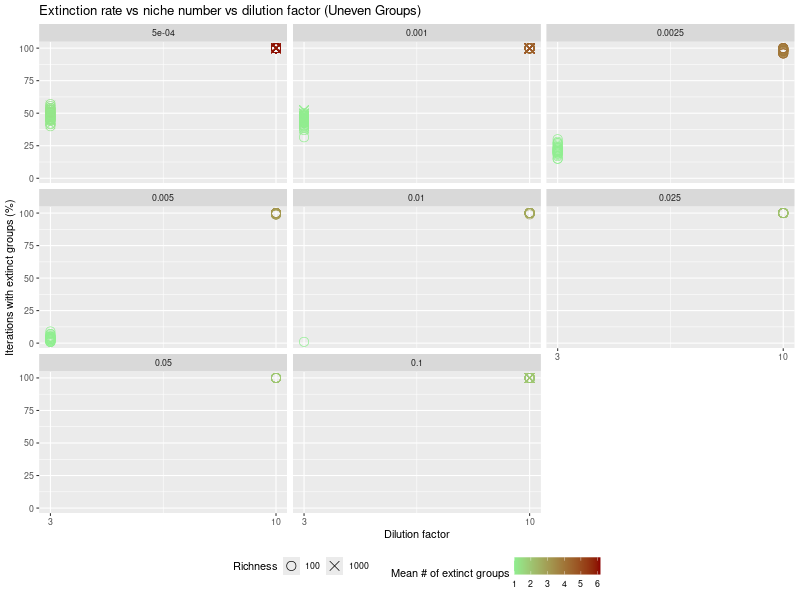 Extinction rate vs niche number vs dilution factor (Uneven Groups)
5e-04 0.001 0.0025
100
75
50
25
0
0.005 0.01 0.025
100
75
50
25
0
3 10
0.05 0.1
100
75
50
25
0
3 10 3 10
Iterations with extinct groups (%)
Dilution factor
Richness 100 1000 Mean # of extinct groups
1 2 3 4 5 6